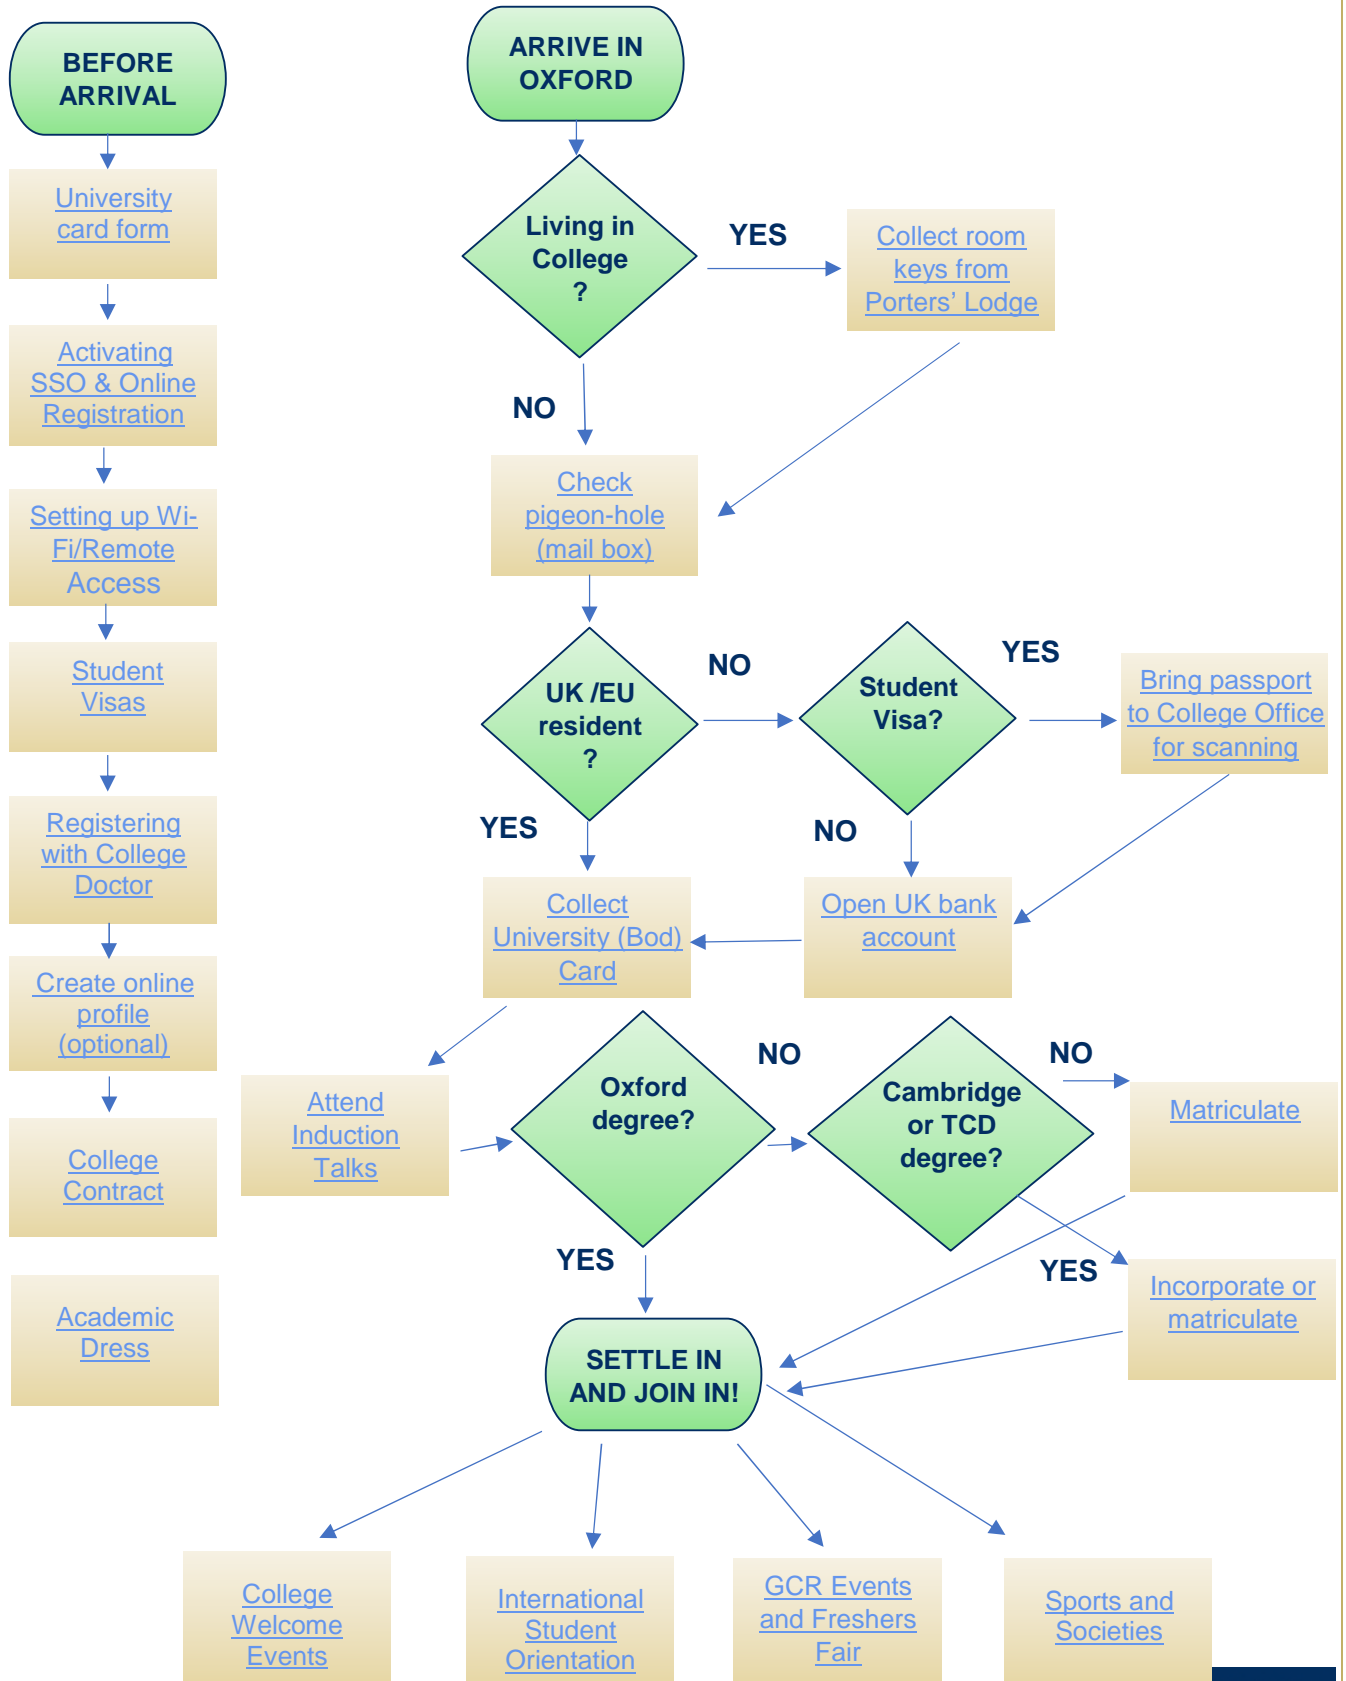 BEFORE
ARRIVAL
University
card form
Activating
SSO & Online
Registration
Setting up Wi-
Fi/Remote
Access
Student
Visas
Registering
with College
Doctor
Create online
profile
(optional)
College
Contract
Academic
Dress
ARRIVE IN
OXFORD
Living in
College
?
YES
Collect room
keys from
Porters’ Lodge
NO
Check
pigeon-hole
(mail box)
UK /EU
resident
?
NO
Student
Visa?
YES
Bring passport
to College Office
for scanning
YES
NO
Collect
University (Bod)
Card
Open UK bank
account
Attend
Induction
Talks
Oxford
degree?
NO
Cambridge
or TCD
degree?
NO
Matriculate
YES
YES
Incorporate or
matriculate
SETTLE IN
AND JOIN IN!
College
Welcome
Events
International
Student
Orientation
GCR Events
and Freshers
Fair
Sports and
Societies